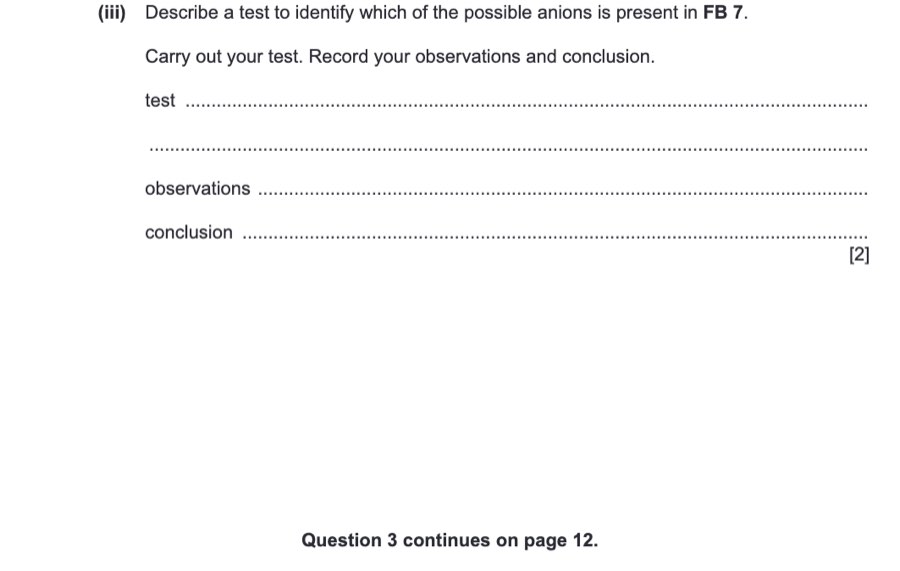 (iii) Describe a test to identify which of the possible anions is present in FB 7.
Carry out your test. Record your observations and conclusion.
test ....................................................................................................
....................................................................................................
observations ....................................................................................................
conclusion ....................................................................................................
[2]
Question 3 continues on page 12.